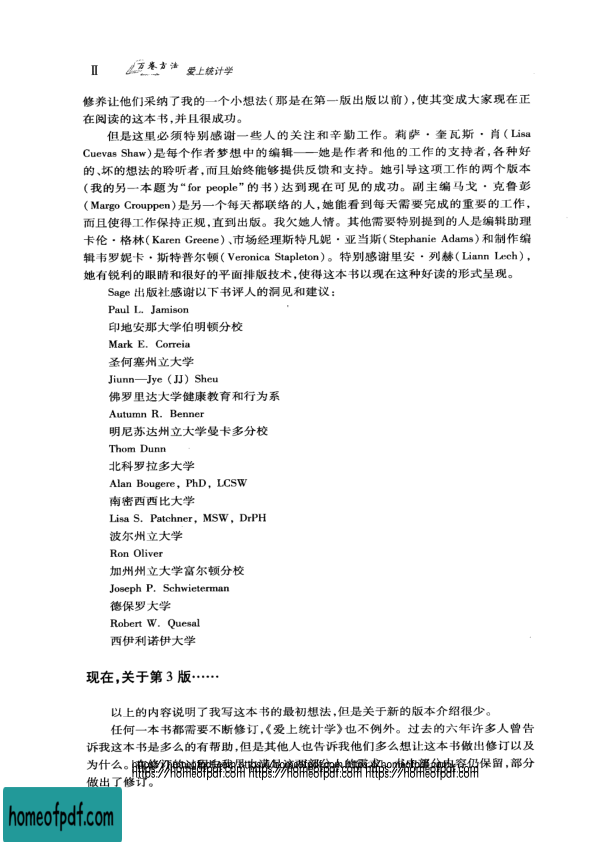 II 万卷方法 爱上统计学
修养让他们采纳了我的一个小想法(那是在第一版出版以前),使其变成大家现在正
在阅读的这本书,并且很成功。
但是这里必须特别感谢一些人的关注和辛勤工作。莉萨·奎瓦斯·肖(Lisa
Cuevas Shaw)是每个作者梦想中的编辑——她是作者和他的工作的支持者,各种好
的、坏的想法的聆听者,而且始终能够提供反馈和支持。她引导这项工作的两个版本
(我的另一本题为“for people”的书)达到现在可见的成功。副主编马戈·克鲁彭
(Margo Crouppen)是另一个每天都联络的人,她能看到每天需要完成的重要的工作,
而且使得工作保持正规,直到出版。我欠她人情。其他需要特别提到的人是编辑助理
卡伦·格林(Karen Greene)、市场经理斯特凡妮·亚当斯(Stephanie Adams)和制作编
辑韦罗妮卡·斯特普尔顿(Veronica Stapleton)。特别感谢里安·列赫(Liann Lech),
她有锐利的眼睛和很好的平面排版技术,使得这本书以现在这种好读的形式呈现。
Sage 出版社感谢以下书评人的洞见和建议:
Paul L. Jamison
印地安那大学伯明顿分校
Mark E. Correia
圣何塞州立大学
Jiunn—Jye (JJ) Sheu
佛罗里达大学健康教育和行为系
Autumn R. Benner
明尼苏达州立大学曼卡多分校
Thom Dunn
北科罗拉多大学
Alan Bougere, PhD, LCSW
南密西西比大学
Lisa S. Patchner, MSW, DrPH
波尔州立大学
Ron Oliver
加州州立大学富尔顿分校
Joseph P. Schwieterman
德保罗大学
Robert W. Quesal
西伊利诺伊大学
现在,关于第 3 版……
以上的内容说明了我写这本书的最初想法,但是关于新的版本介绍很少。
任何一本书都需要不断修订,《爱上统计学》也不例外。过去的六年许多人曾告
诉我这本书是多么的有帮助,但是其他人也告诉我他们多么想让这本书做出修订以及
为什么。书中部分内容仍保留,部分
https://homeofpdf.com https://homeofpdf.com https://homeofpdf.com
做出了修订。
homeofpdf.com